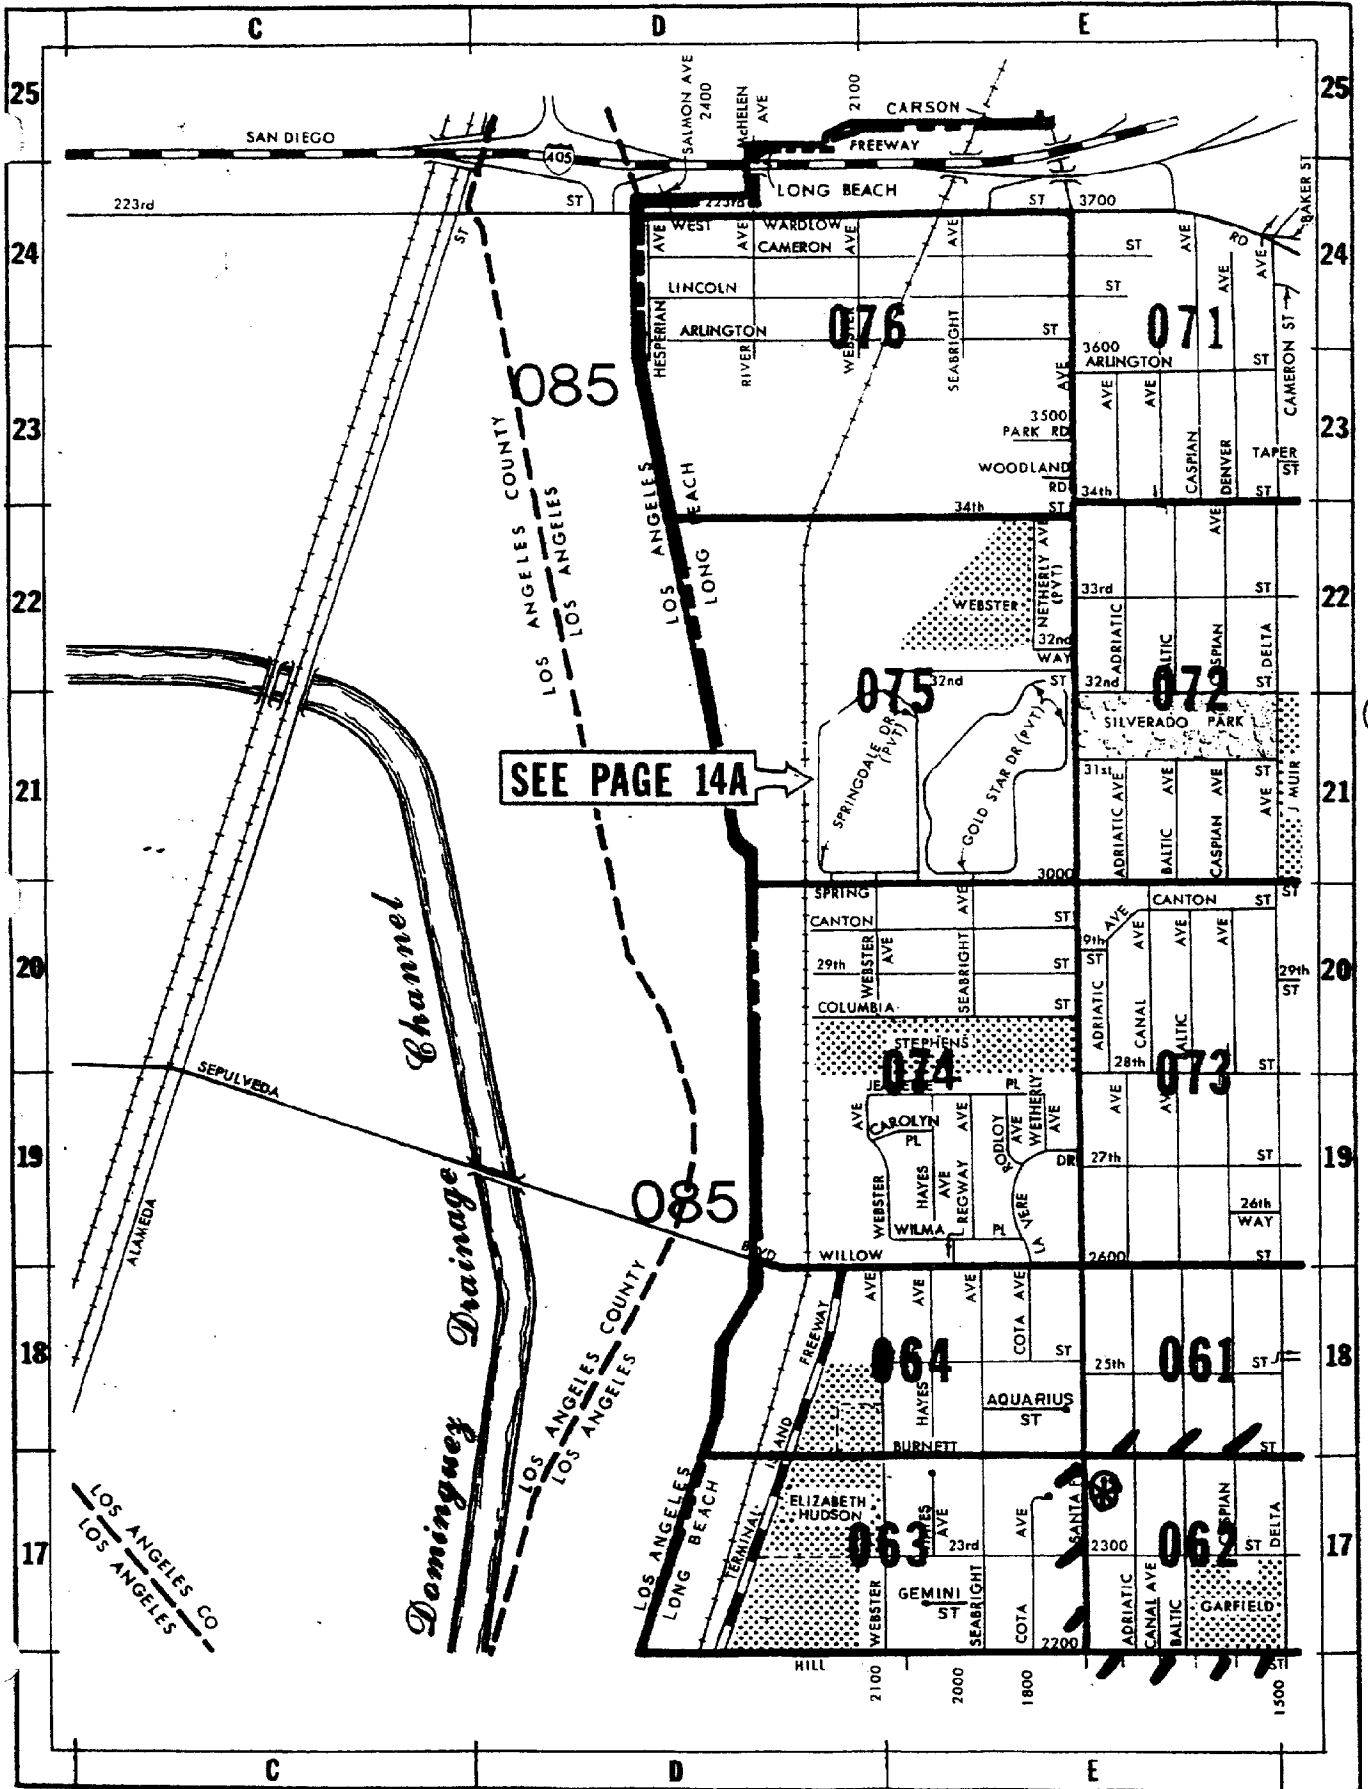 C D E
25 25
SALMON AVE
2400
McHELEN AVE
2100
CARSON
SAN DIEGO
405
FREEWAY
LONG BEACH
BAKER ST
223rd ST
223rd ST 3700
WEST WARDLOW RD
24 24
ST
AVE AVE AVE AVE AVE AVE AVE
CAMERON ST
LINCOLN ST
076 071
ARLINGTON ST
HESPERIAN
RIVER
WEBSTER
SEABRIGHT
AVE
3600
ARLINGTON ST
CAMERON ST
085
23 23
3500
PARK RD
AVE AVE
CASPIAN
DENVER
TAPER ST
WOODLAND RD
34th ST
34th ST
LOS ANGELES COUNTY
LOS ANGELES
LOS ANGELES
LONG BEACH
22 22
WEBSTER
NETHERLY AVE (PVT)
AVE
33rd ST
32nd WAY
ADRIATIC
DELTA
075
32nd ST
32nd ST
072
SILVERADO PARK
SEE PAGE 14A
SPRINGDALE DR (PVT)
GOLD STAR DR (PVT)
21 21
31st ST
J MUIR
ADRIATIC AVE
BALTIC AVE
CASPIAN AVE
AVE
3000
SPRING ST
CANTON ST
CANTON ST
AVE AVE AVE AVE
WEBSTER AVE
SEABRIGHT AVE
9th ST
29th ST
29th ST
20 20
COLUMBIA ST
ADRIATIC
CANAL
STEPHENS
074
28th ST
073
Channel
SEPULVEDA BLVD
PL
AVE
CAROLYN PL
AVE
RODLOY AVE
WETHERLY AVE
AVE
19 19
DR
27th ST
WEBSTER
HAYES AVE
REGWAY
LA VERE
26th WAY
WILMA PL
085
ALAMEDA ST
WILLOW
2600 ST
Drainage
LOS ANGELES COUNTY
LOS ANGELES
FREEWAY
AVE AVE AVE
COTA AVE
18 18
064 061
ST
25th ST
HAYES
AQUARIUS ST
BURNETT ST
Dominguez
LOS ANGELES
LONG BEACH
TERMINAL ISLAND
ELIZABETH HUDSON
AVE AVE
SANTA
DELTA
LOS ANGELES CO
LOS ANGELES
17 17
063
23rd
2300 ST
062
WEBSTER
GEMINI ST
SEABRIGHT
COTA
ADRIATIC
CANAL AVE
BALTIC
GARFIELD
2200
HILL ST
2100
2000
1800
1500
C D E